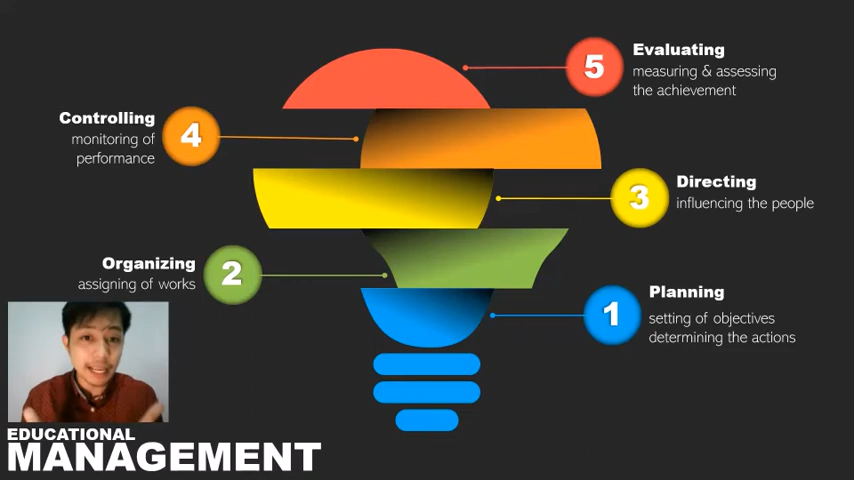 5
Evaluating
measuring & assessing
the achievement
Controlling
monitoring of
performance
4
3
Directing
influencing the people
Organizing
assigning of works
2
1
Planning
setting of objectives
determining the actions
EDUCATIONAL
MANAGEMENT